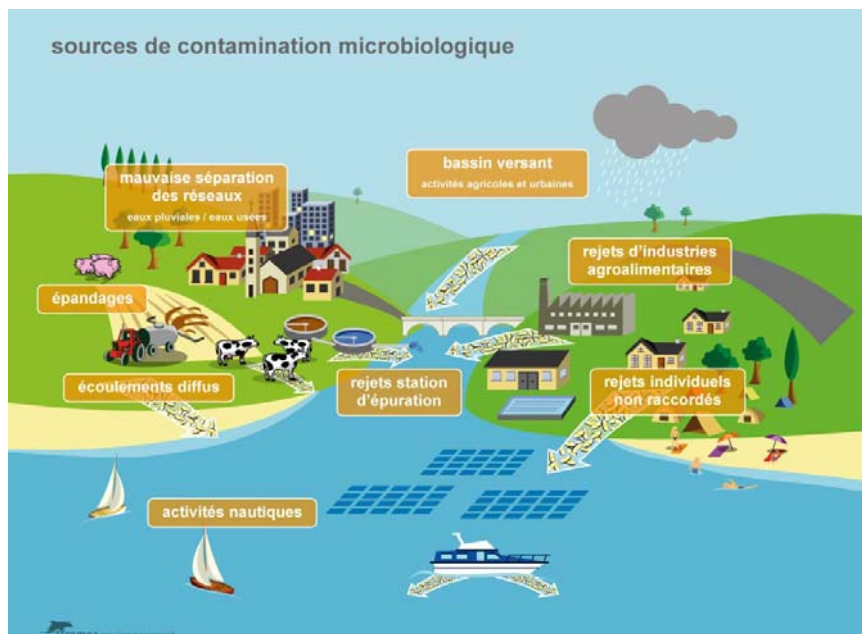 sources de contamination microbiologique
bassin versant
activités agricoles et urbaines
mauvaise séparation
des réseaux
eaux pluviales / eaux usées
rejets d'industries
agroalimentaires
épandages
écoulements diffus
rejets station
d'épuration
rejets individuels
non raccordés
activités nautiques